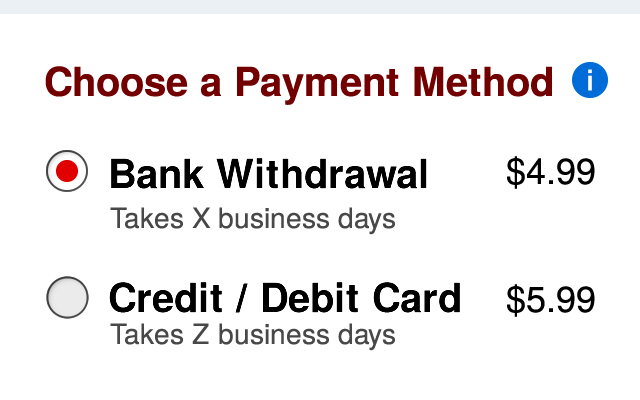 Choose a Payment Method i
Bank Withdrawal $4.99
Takes X business days
Credit / Debit Card $5.99
Takes Z business days